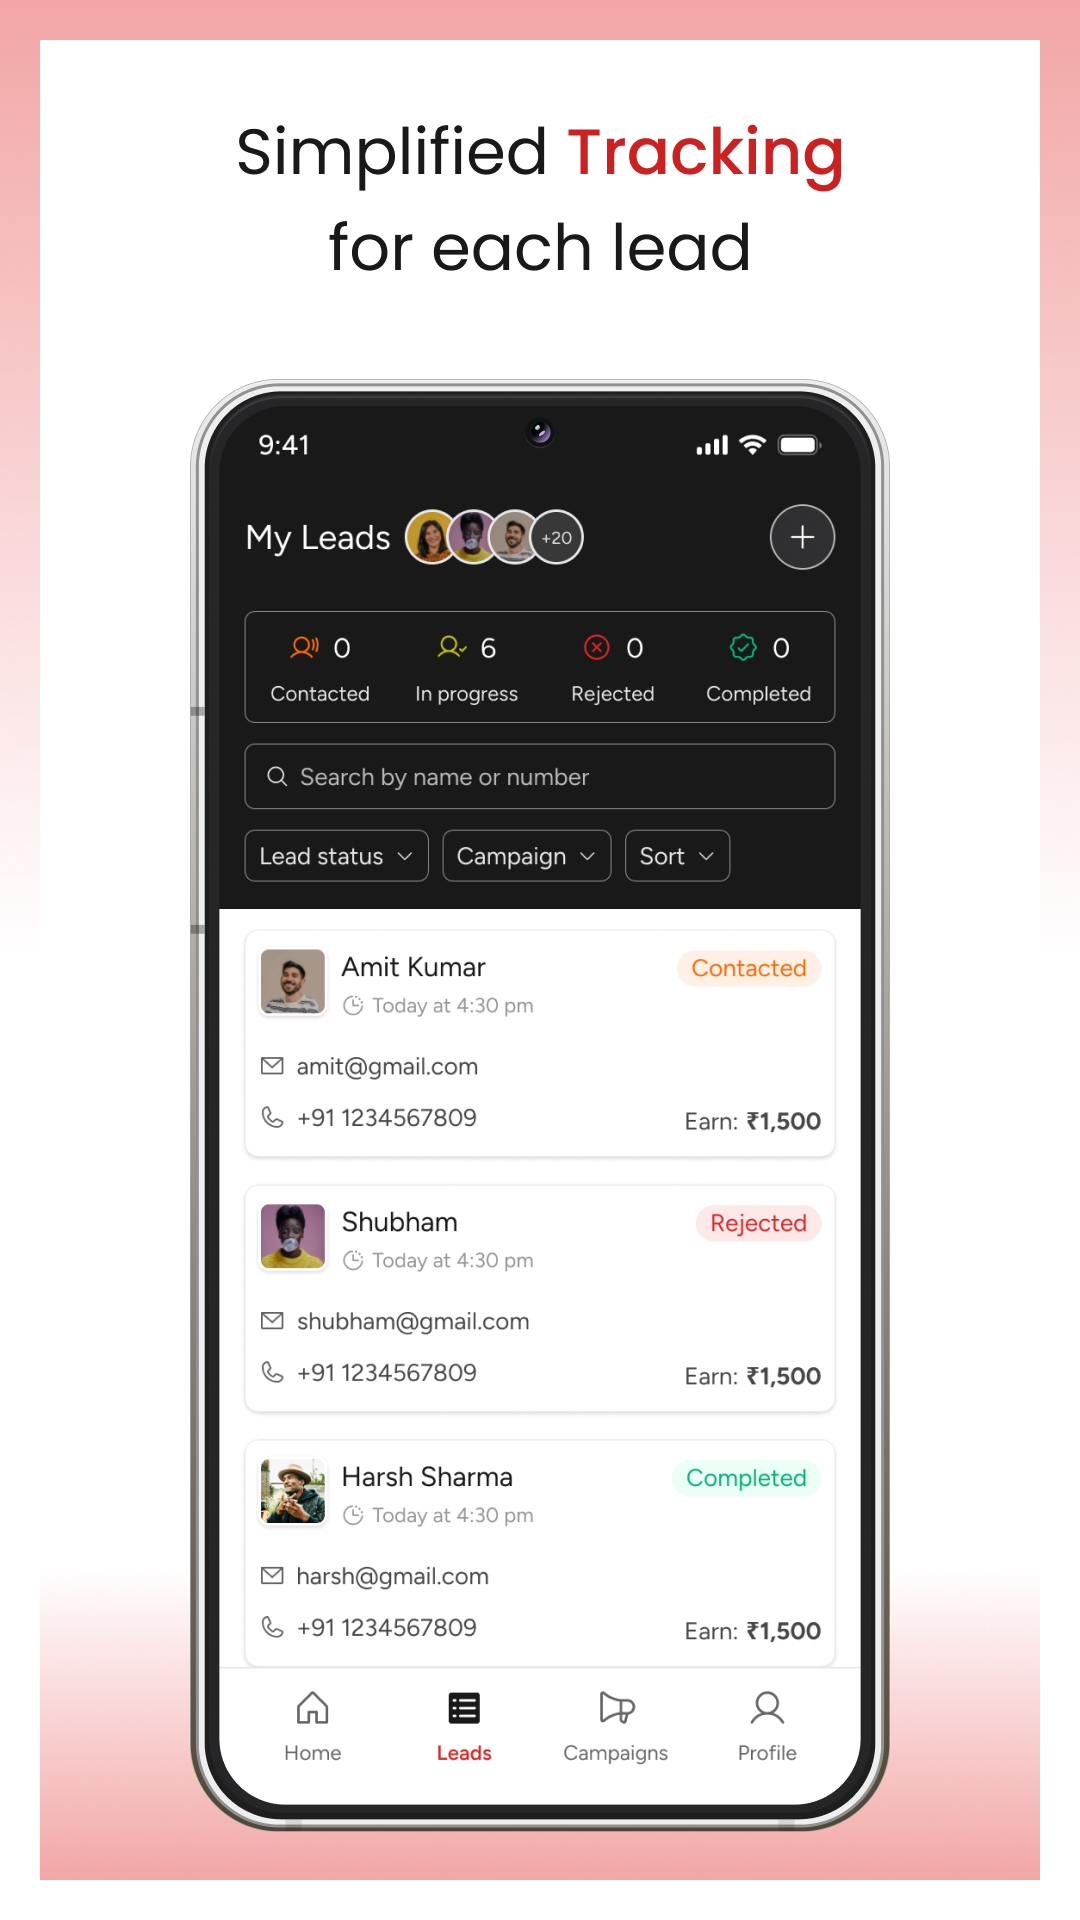 Simplified Tracking
for each lead
9:41
My Leads +20
0 6 0 0
Contacted In progress Rejected Completed
Search by name or number
Lead status Campaign Sort
Amit Kumar Contacted
Today at 4:30 pm
amit@gmail.com
+91 1234567809 Earn: ₹1,500
Shubham Rejected
Today at 4:30 pm
shubham@gmail.com
+91 1234567809 Earn: ₹1,500
Harsh Sharma Completed
Today at 4:30 pm
harsh@gmail.com
+91 1234567809 Earn: ₹1,500
Home Leads Campaigns Profile